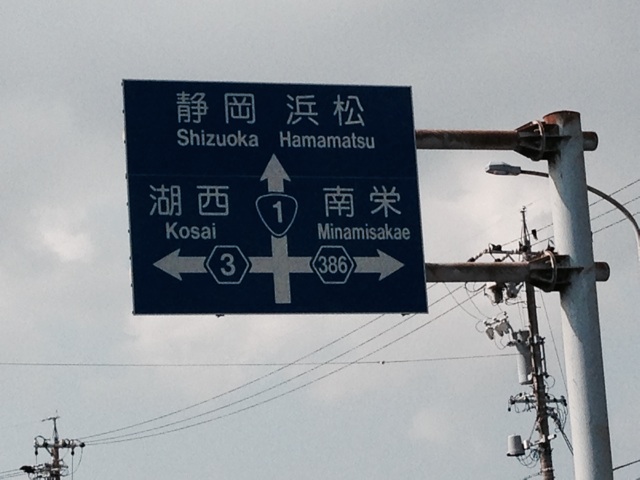 静岡 浜松
Shizuoka Hamamatsu
湖西 1 南栄
Kosai Minamisakae
3 386